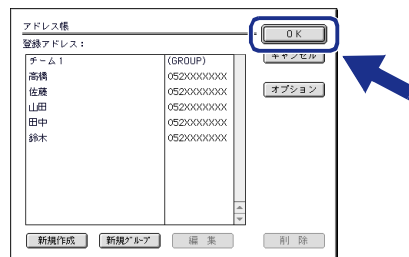 アドレス帳
OK
登録アドレス：
キャンセル
チーム1 (GROUP)
高橋 052XXXXXXX
佐藤 052XXXXXXX
オプション
山田 052XXXXXXX
田中 052XXXXXXX
鈴木 052XXXXXXX
新規作成 新規グループ 編集 削除